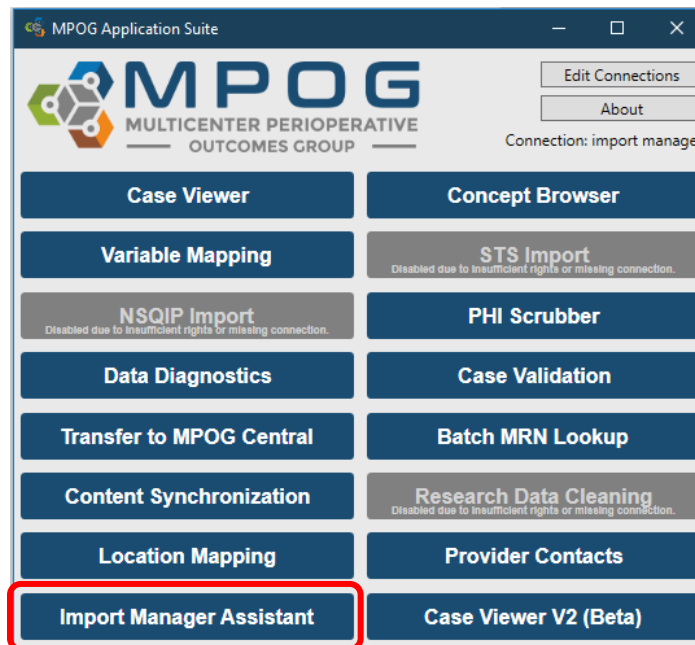 MPOG Application Suite
MPOG
MULTICENTER PERIOPERATIVE
OUTCOMES GROUP
Edit Connections
About
Connection: import manage
Case Viewer
Concept Browser
Variable Mapping
STS Import
Disabled due to insufficient rights or missing connection.
NSQIP Import
Disabled due to insufficient rights or missing connection.
PHI Scrubber
Data Diagnostics
Case Validation
Transfer to MPOG Central
Batch MRN Lookup
Content Synchronization
Research Data Cleaning
Disabled due to insufficient rights or missing connection.
Location Mapping
Provider Contacts
Import Manager Assistant
Case Viewer V2 (Beta)